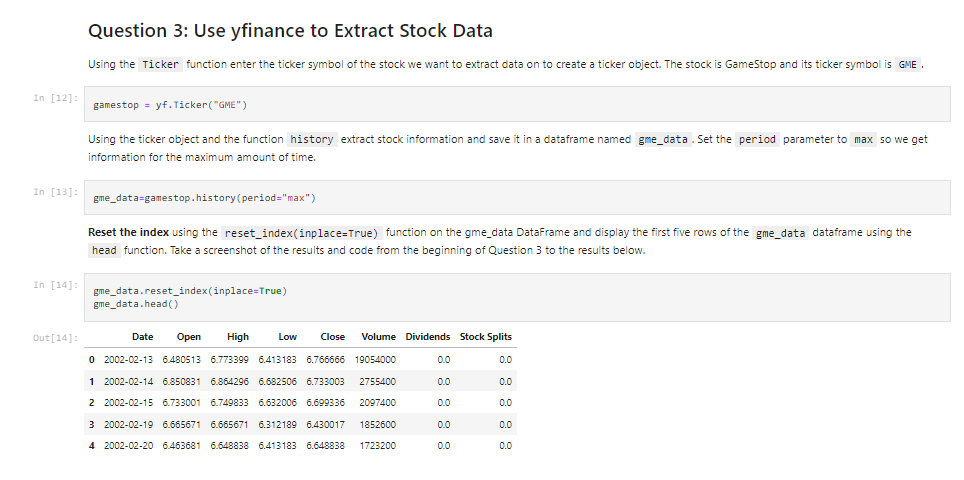 Question 3: Use yfinance to Extract Stock Data
Using the Ticker function enter the ticker symbol of the stock we want to extract data on to create a ticker object. The stock is GameStop and its ticker symbol is GME .
In [12]: gamestop = yf.Ticker("GME")
Using the ticker object and the function history extract stock information and save it in a dataframe named gme_data . Set the period parameter to max so we get
information for the maximum amount of time.
In [13]: gme_data=gamestop.history(period="max")
Reset the index using the reset_index(inplace=True) function on the gme_data DataFrame and display the first five rows of the gme_data dataframe using the
head function. Take a screenshot of the results and code from the beginning of Question 3 to the results below.
In [14]: gme_data.reset_index(inplace=True)
gme_data.head()
Out[14]: Date Open High Low Close Volume Dividends Stock Splits
0 2002-02-13 6.480513 6.773399 6.413183 6.766666 19054000 0.0 0.0
1 2002-02-14 6.850831 6.864296 6.682506 6.733003 2755400 0.0 0.0
2 2002-02-15 6.733001 6.749833 6.632006 6.699336 2097400 0.0 0.0
3 2002-02-19 6.665671 6.665671 6.312189 6.430017 1852600 0.0 0.0
4 2002-02-20 6.463681 6.648838 6.413183 6.648838 1723200 0.0 0.0